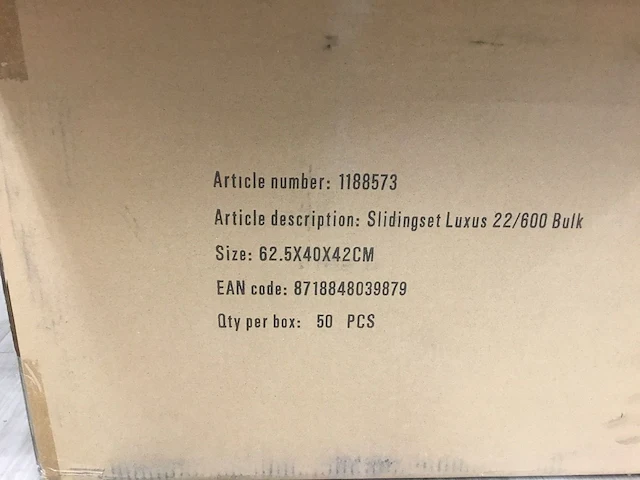 Article number: 1188573
Article description: Slidingset Luxus 22/600 Bulk
Size: 62.5X40X42CM
EAN code: 8718848039879
Qty per box: 50 PCS